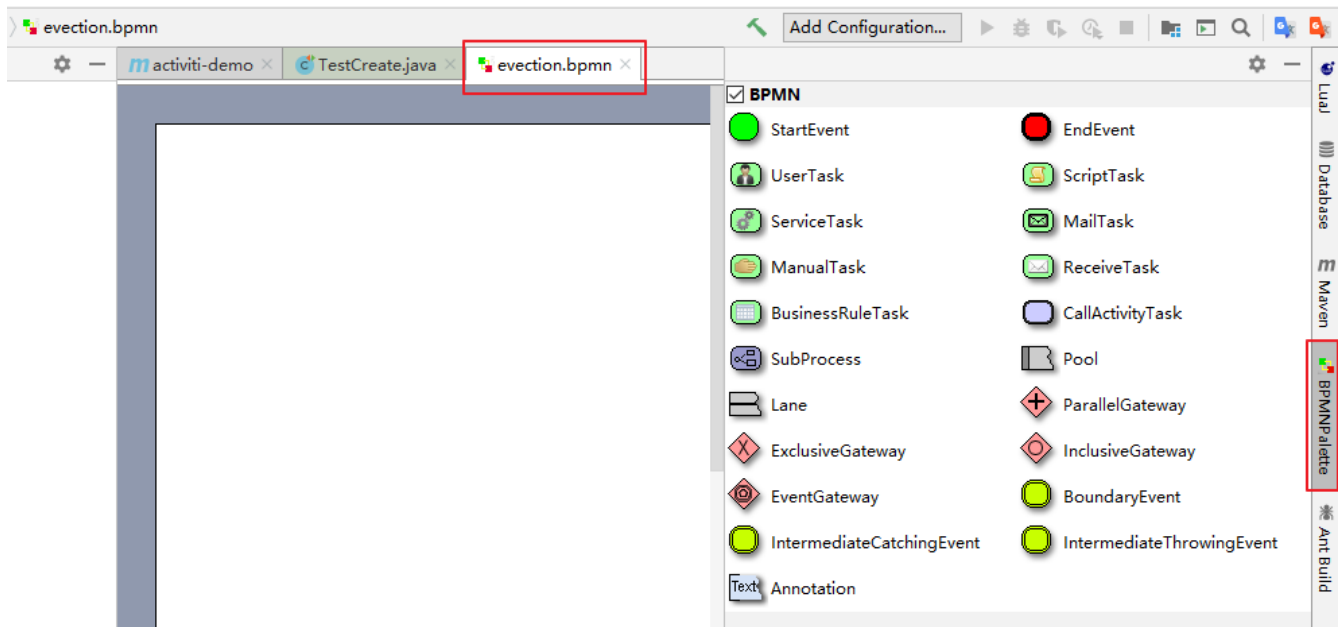 evection.bpmn
Add Configuration...
m activiti-demo
TestCreate.java
evection.bpmn
BPMN
StartEvent
EndEvent
UserTask
ScriptTask
ServiceTask
MailTask
ManualTask
ReceiveTask
BusinessRuleTask
CallActivityTask
SubProcess
Pool
Lane
ParallelGateway
ExclusiveGateway
InclusiveGateway
EventGateway
BoundaryEvent
IntermediateCatchingEvent
IntermediateThrowingEvent
Text
Annotation
LuaJ
Database
m Maven
BPMNPalette
Ant Build